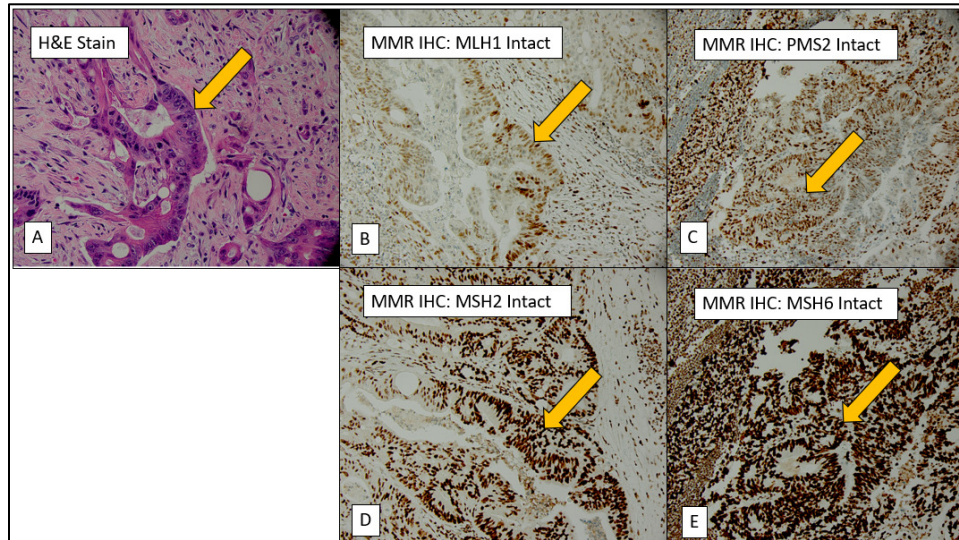 H&E Stain
MMR IHC: MLH1 Intact
MMR IHC: PMS2 Intact
A
B
C
MMR IHC: MSH2 Intact
MMR IHC: MSH6 Intact
D
E